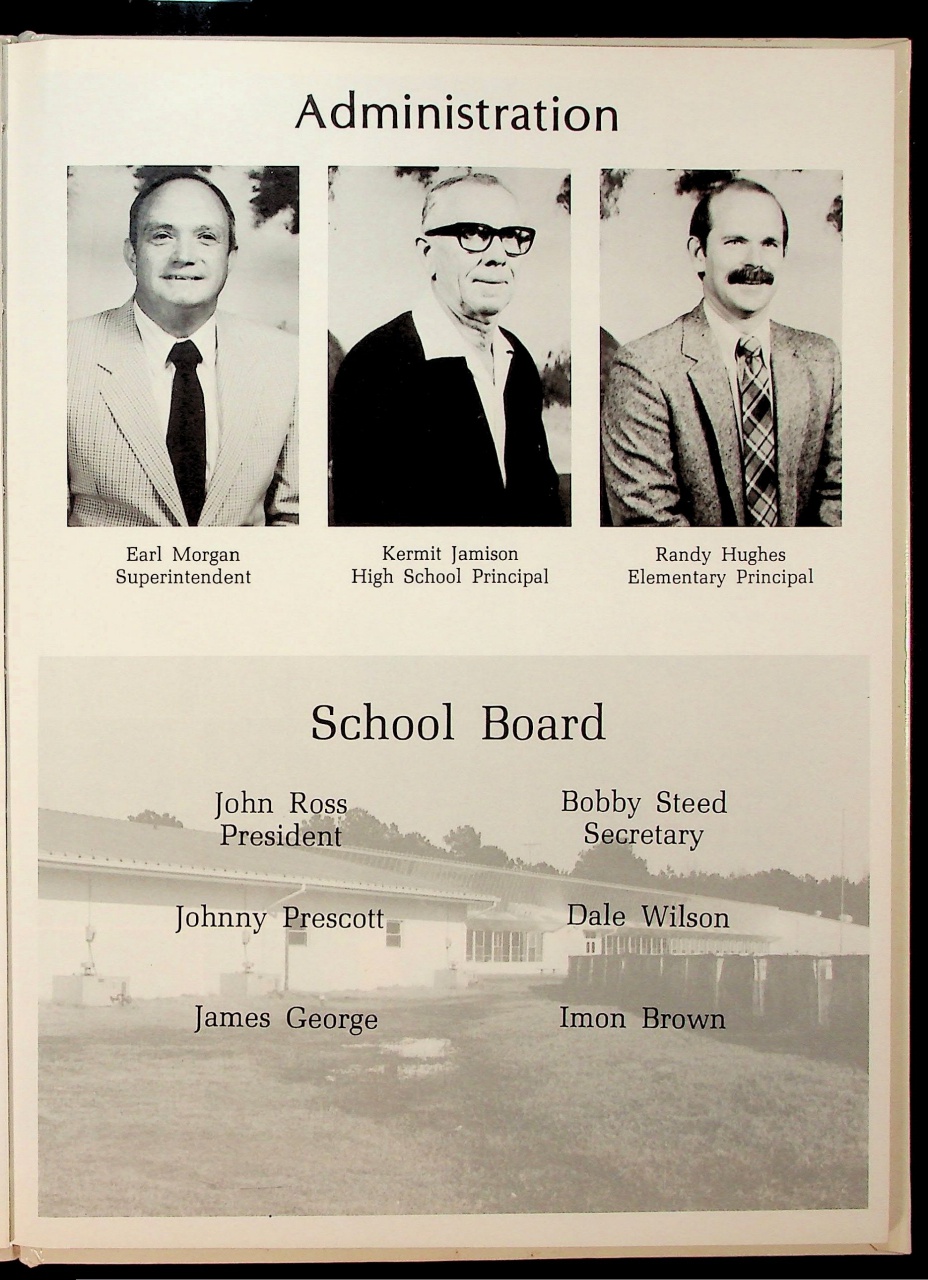 Administration
Earl Morgan
Superintendent
Kermit Jamison
High School Principal
Randy Hughes
Elementary Principal
School Board
John Ross
President
Bobby Steed
Secretary
Johnny Prescott
Dale Wilson
James George
Imon Brown